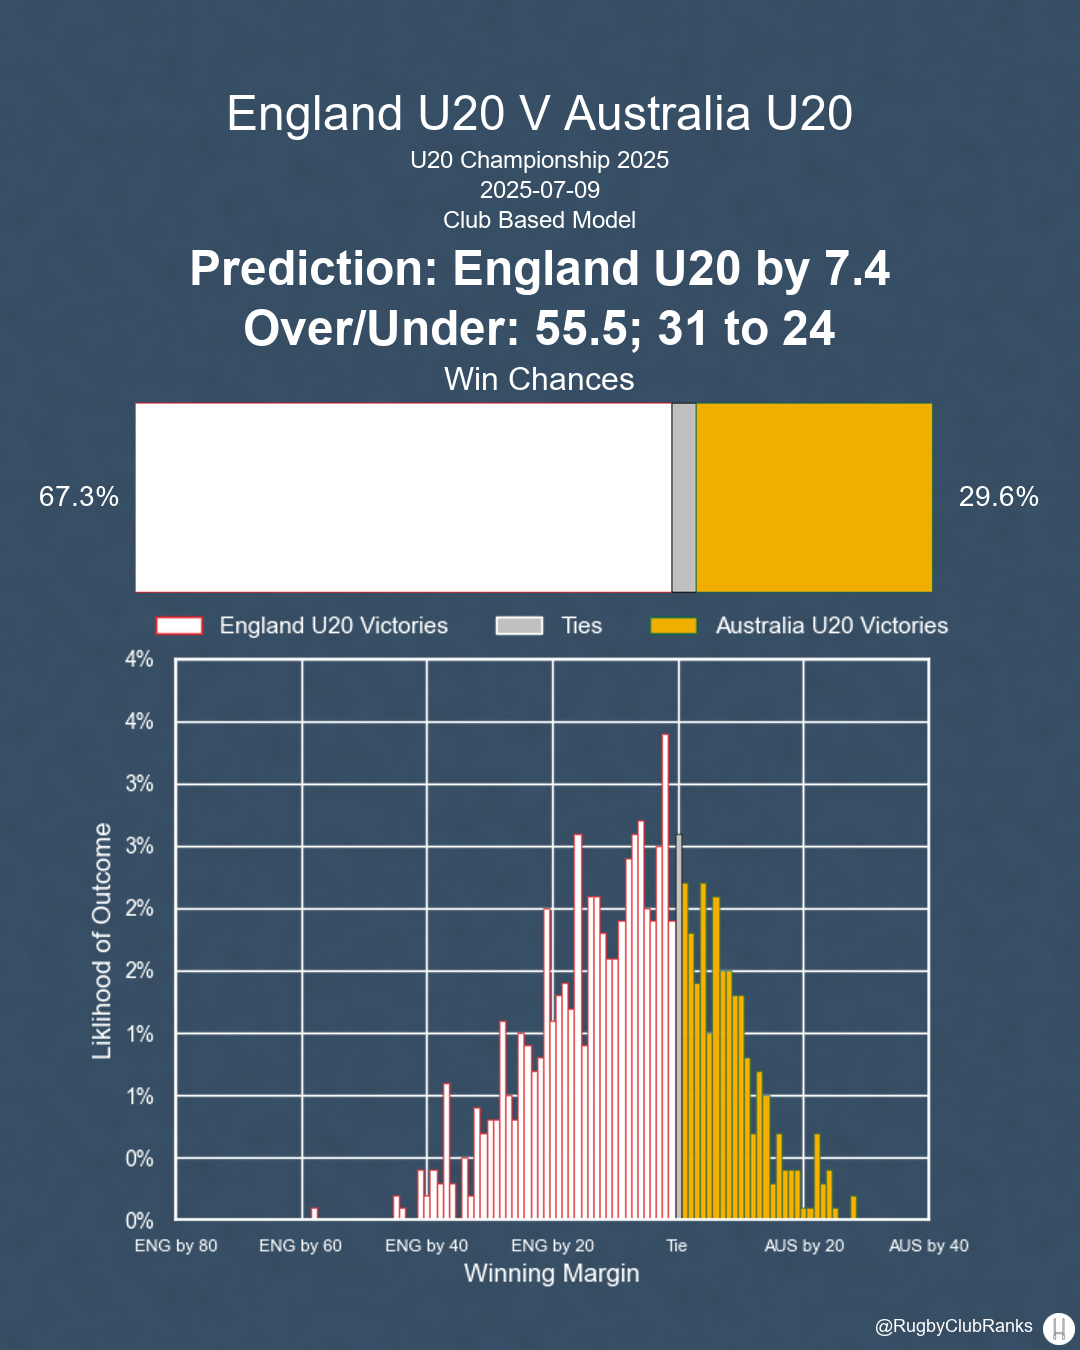 England U20 V Australia U20
U20 Championship 2025
2025-07-09
Club Based Model
Prediction: England U20 by 7.4
Over/Under: 55.5; 31 to 24
Win Chances
67.3%
29.6%
England U20 Victories
Ties
Australia U20 Victories
4%
4%
3%
3%
2%
2%
1%
1%
0%
0%
Liklihood of Outcome
ENG by 80
ENG by 60
ENG by 40
ENG by 20
Tie
AUS by 20
AUS by 40
Winning Margin
@RugbyClubRanks